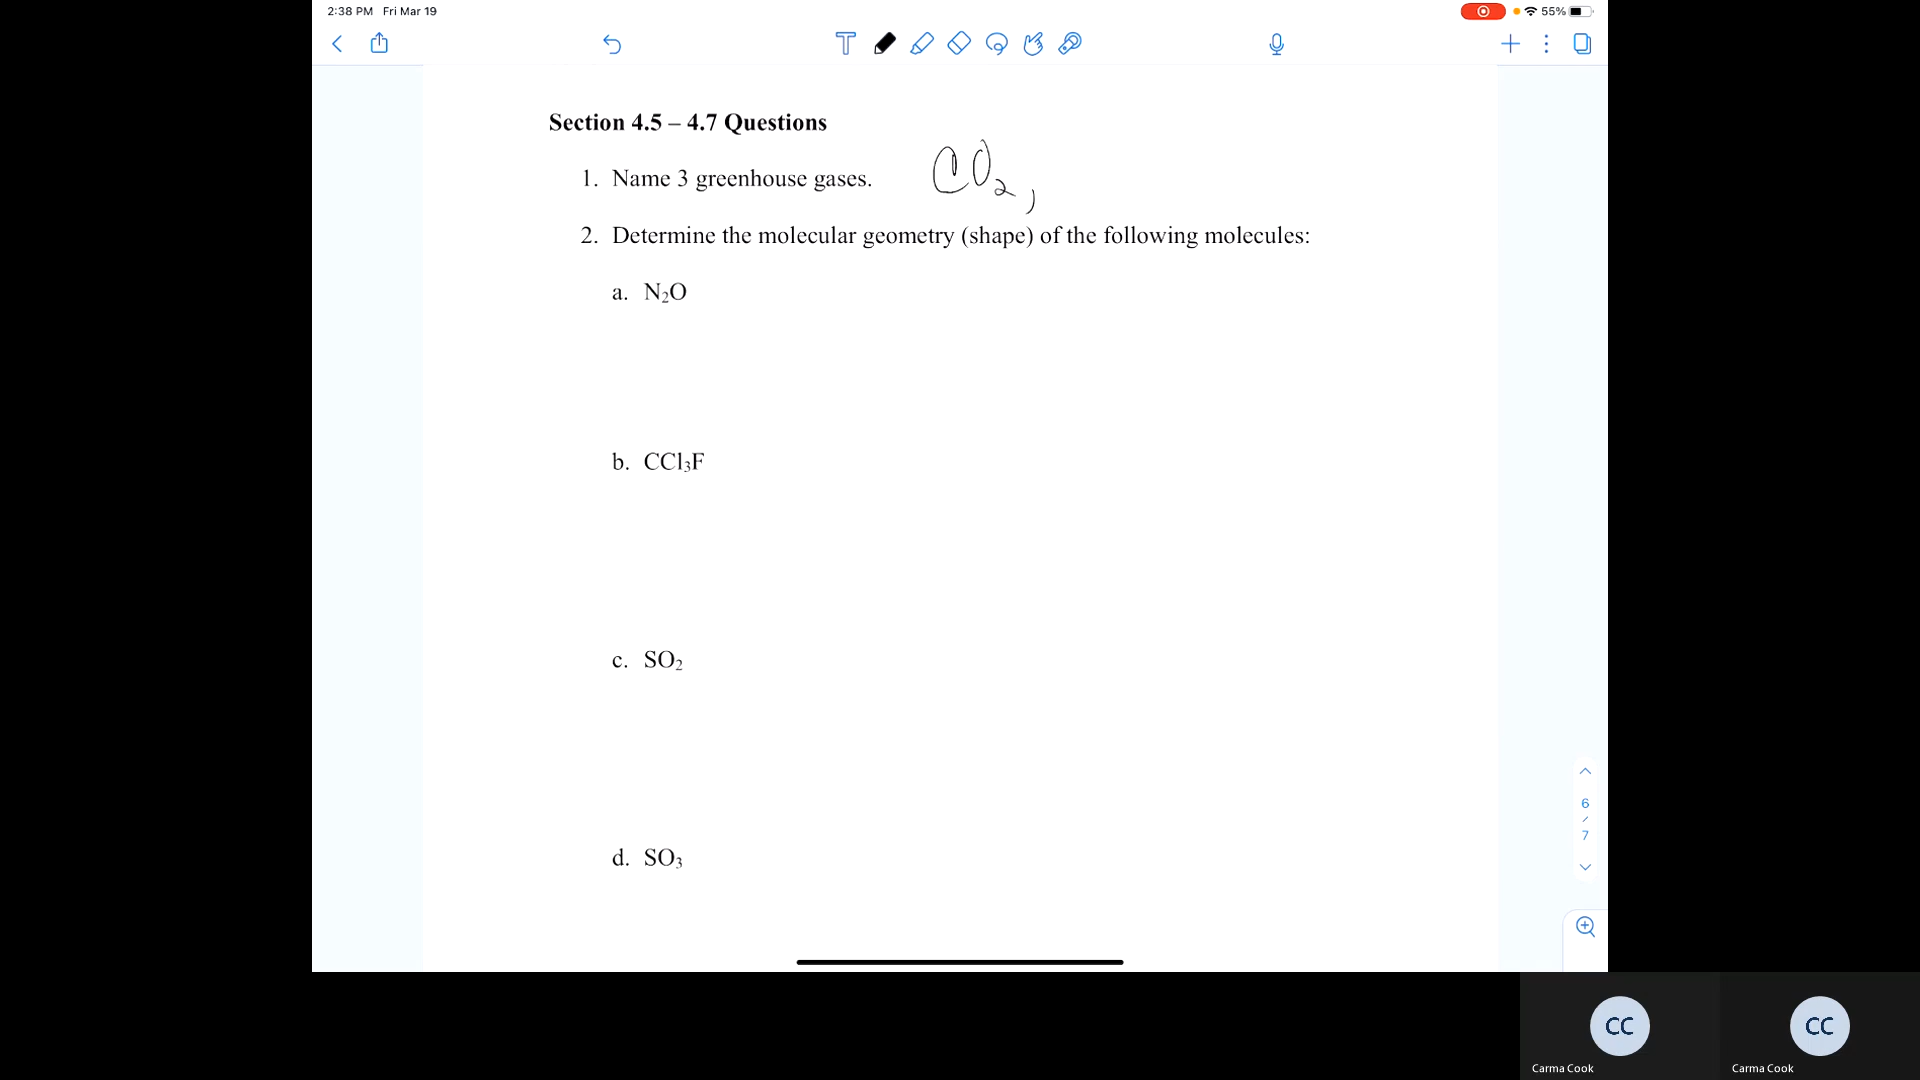 2:38 PM Fri Mar 19
55%
Section 4.5 – 4.7 Questions
1. Name 3 greenhouse gases. CO₂,
2. Determine the molecular geometry (shape) of the following molecules:
a. N₂O
b. CCl₃F
c. SO₂
d. SO₃
6
/
7
CC
CC
Carma Cook
Carma Cook